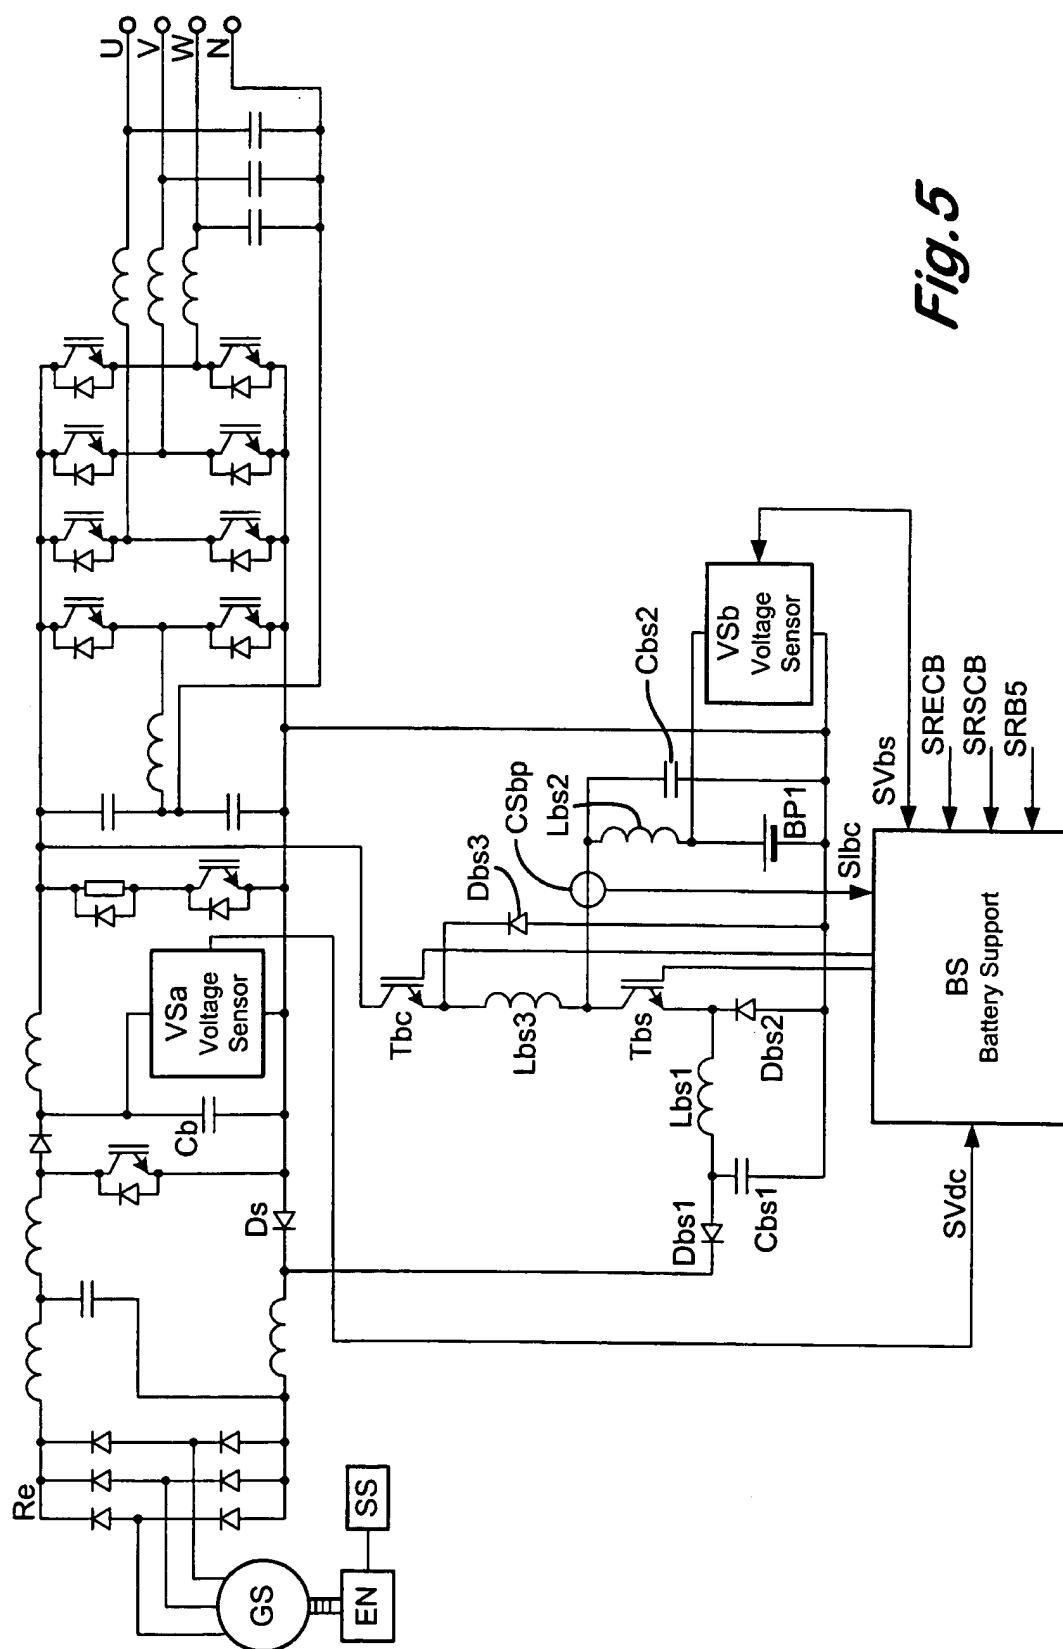 U
V
W
N
Re
GS
EN
SS
Ds
Cb
VSa
Voltage
Sensor
Tbc
Lbs3
Dbs3
CSbp
Lbs2
Cbs2
VSb
Voltage
Sensor
BP1
Tbs
Dbs2
Lbs1
Dbs1
Cbs1
SVdc
BS
Battery Support
SIbc
SVbs
SRECB
SRSCB
SRB5
Fig.5